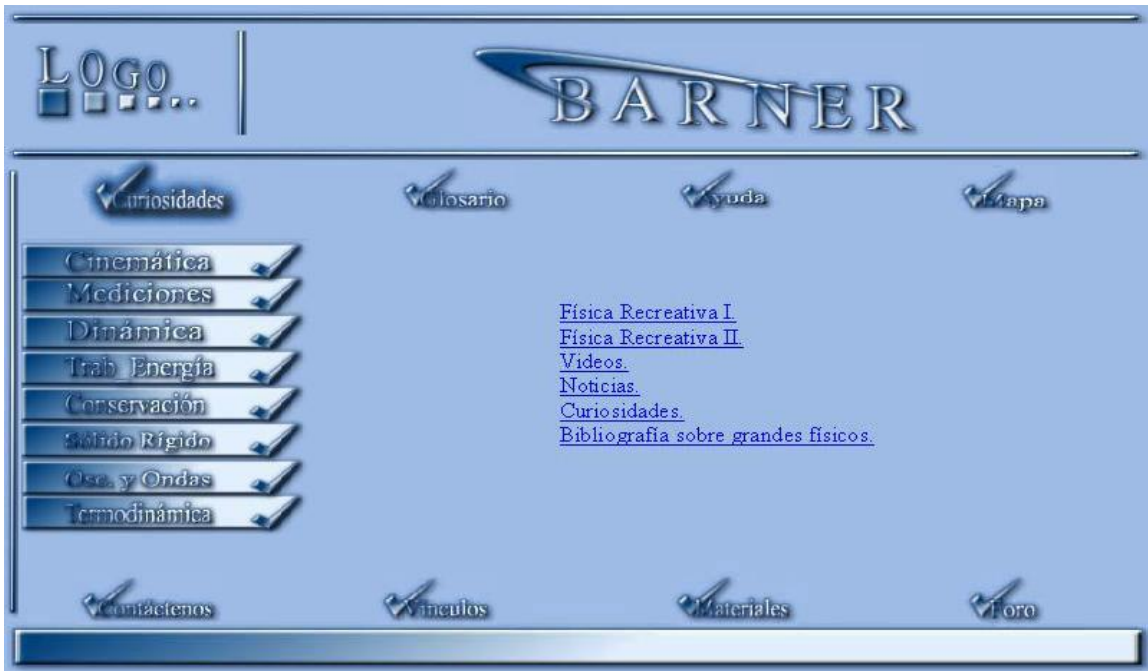 LOGO
BARNER
Curiosidades
Glosario
Ayuda
Mapa
Cinemática
Mediciones
Dinámica
Trab_Energía
Conservación
Sólido Rígido
Osc. y Ondas
Termodinámica
Física Recreativa I.
Física Recreativa II.
Videos.
Noticias.
Curiosidades.
Bibliografía sobre grandes físicos.
Contáctenos
Vínculos
Materiales
Foro